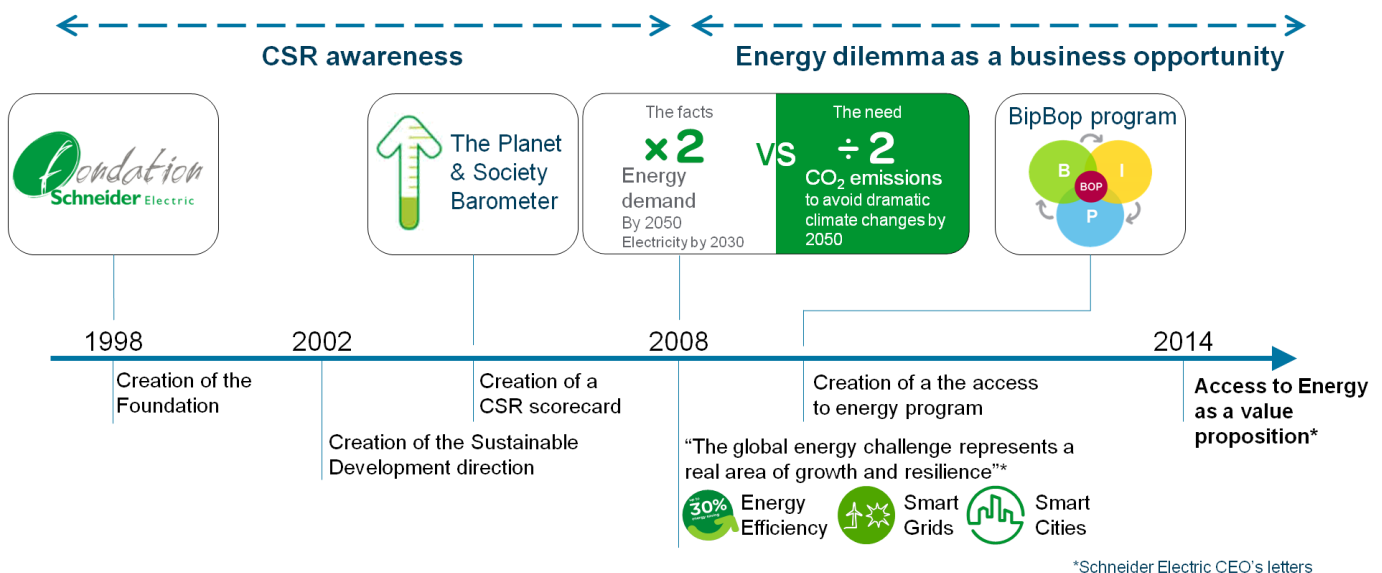 CSR awareness
Energy dilemma as a business opportunity
fondation
Schneider Electric
The Planet
& Society
Barometer
The facts
×2
Energy
demand
By 2050
Electricity by 2030
VS
The need
÷2
CO₂ emissions
to avoid dramatic
climate changes by
2050
BipBop program
B
I
BOP
P
1998
2002
2008
2014
Creation of the
Foundation
Creation of the Sustainable
Development direction
Creation of a
CSR scorecard
“The global energy challenge represents a
real area of growth and resilience”*
up to
30%
energy saving
Energy
Efficiency
Smart
Grids
Smart
Cities
Creation of a the access
to energy program
Access to Energy
as a value
proposition*
*Schneider Electric CEO’s letters